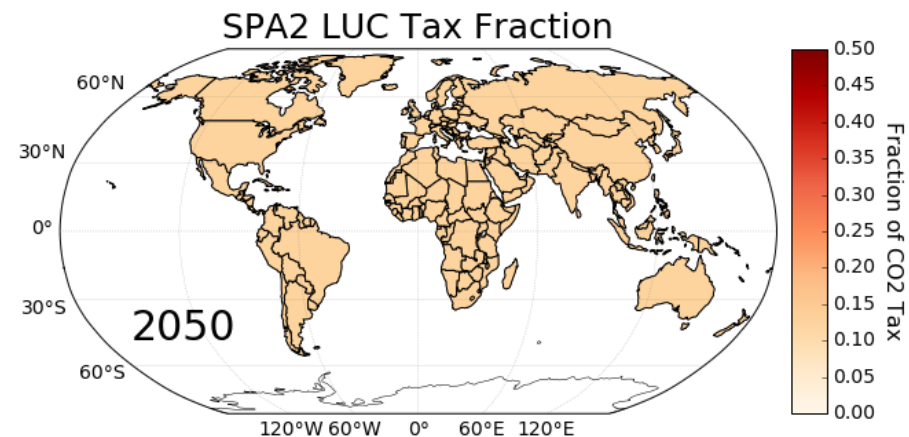 SPA2 LUC Tax Fraction
60°N
30°N
0°
30°S
60°S
2050
120°W 60°W 0° 60°E 120°E
0.50
0.45
0.40
0.35
0.30
0.25
0.20
0.15
0.10
0.05
0.00
Fraction of CO2 Tax